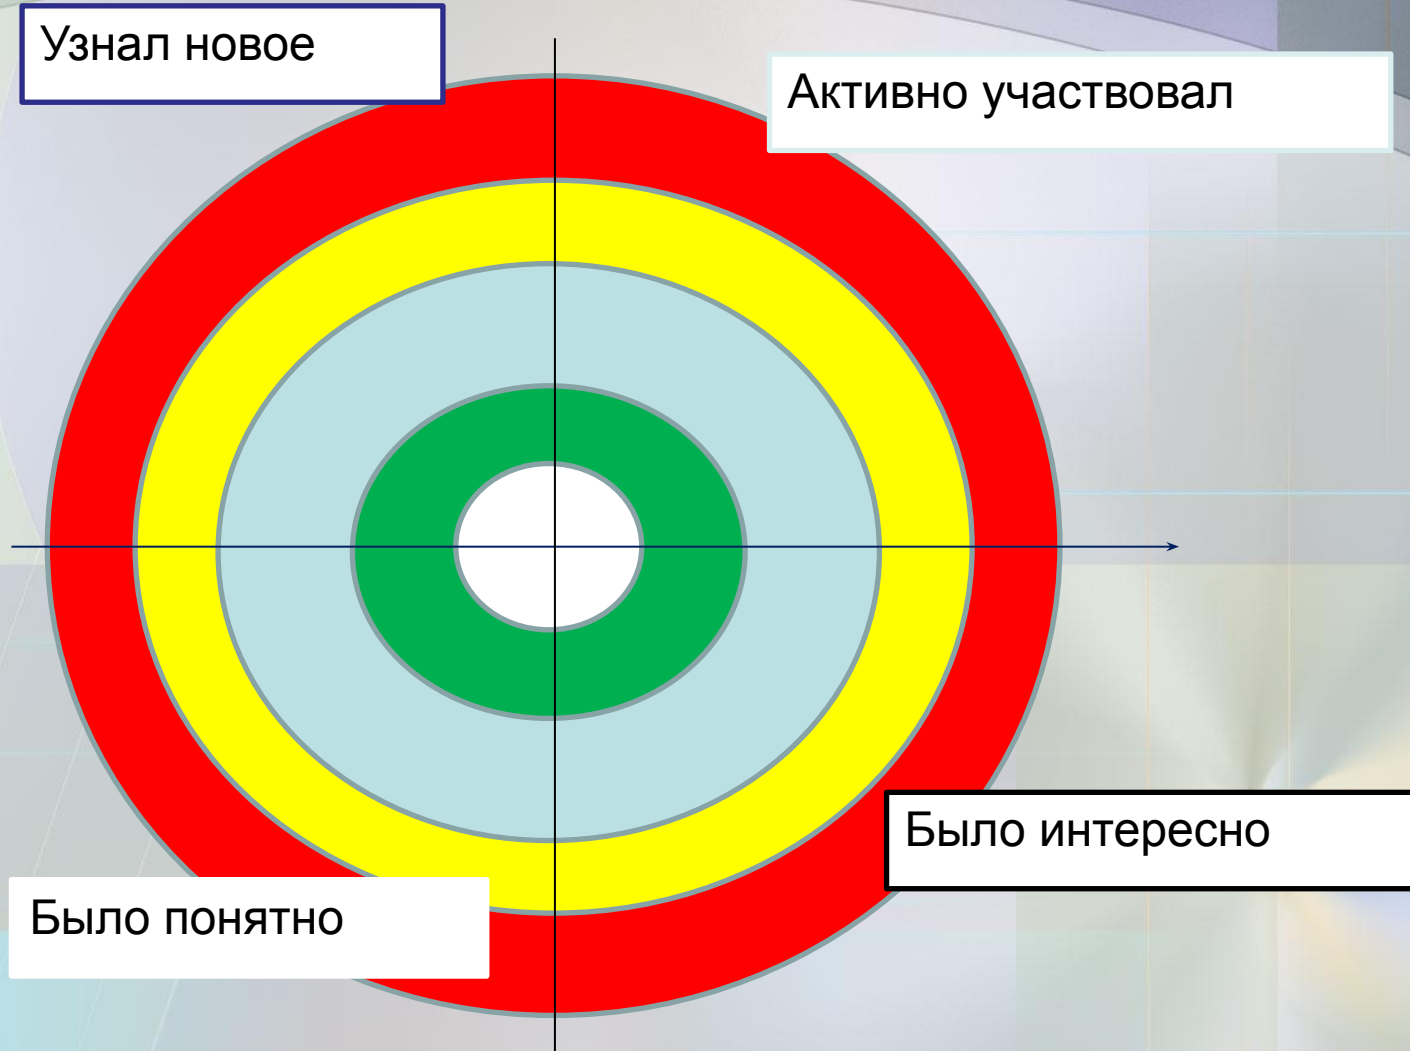 Узнал новое
Активно участвовал
Было интересно
Было понятно